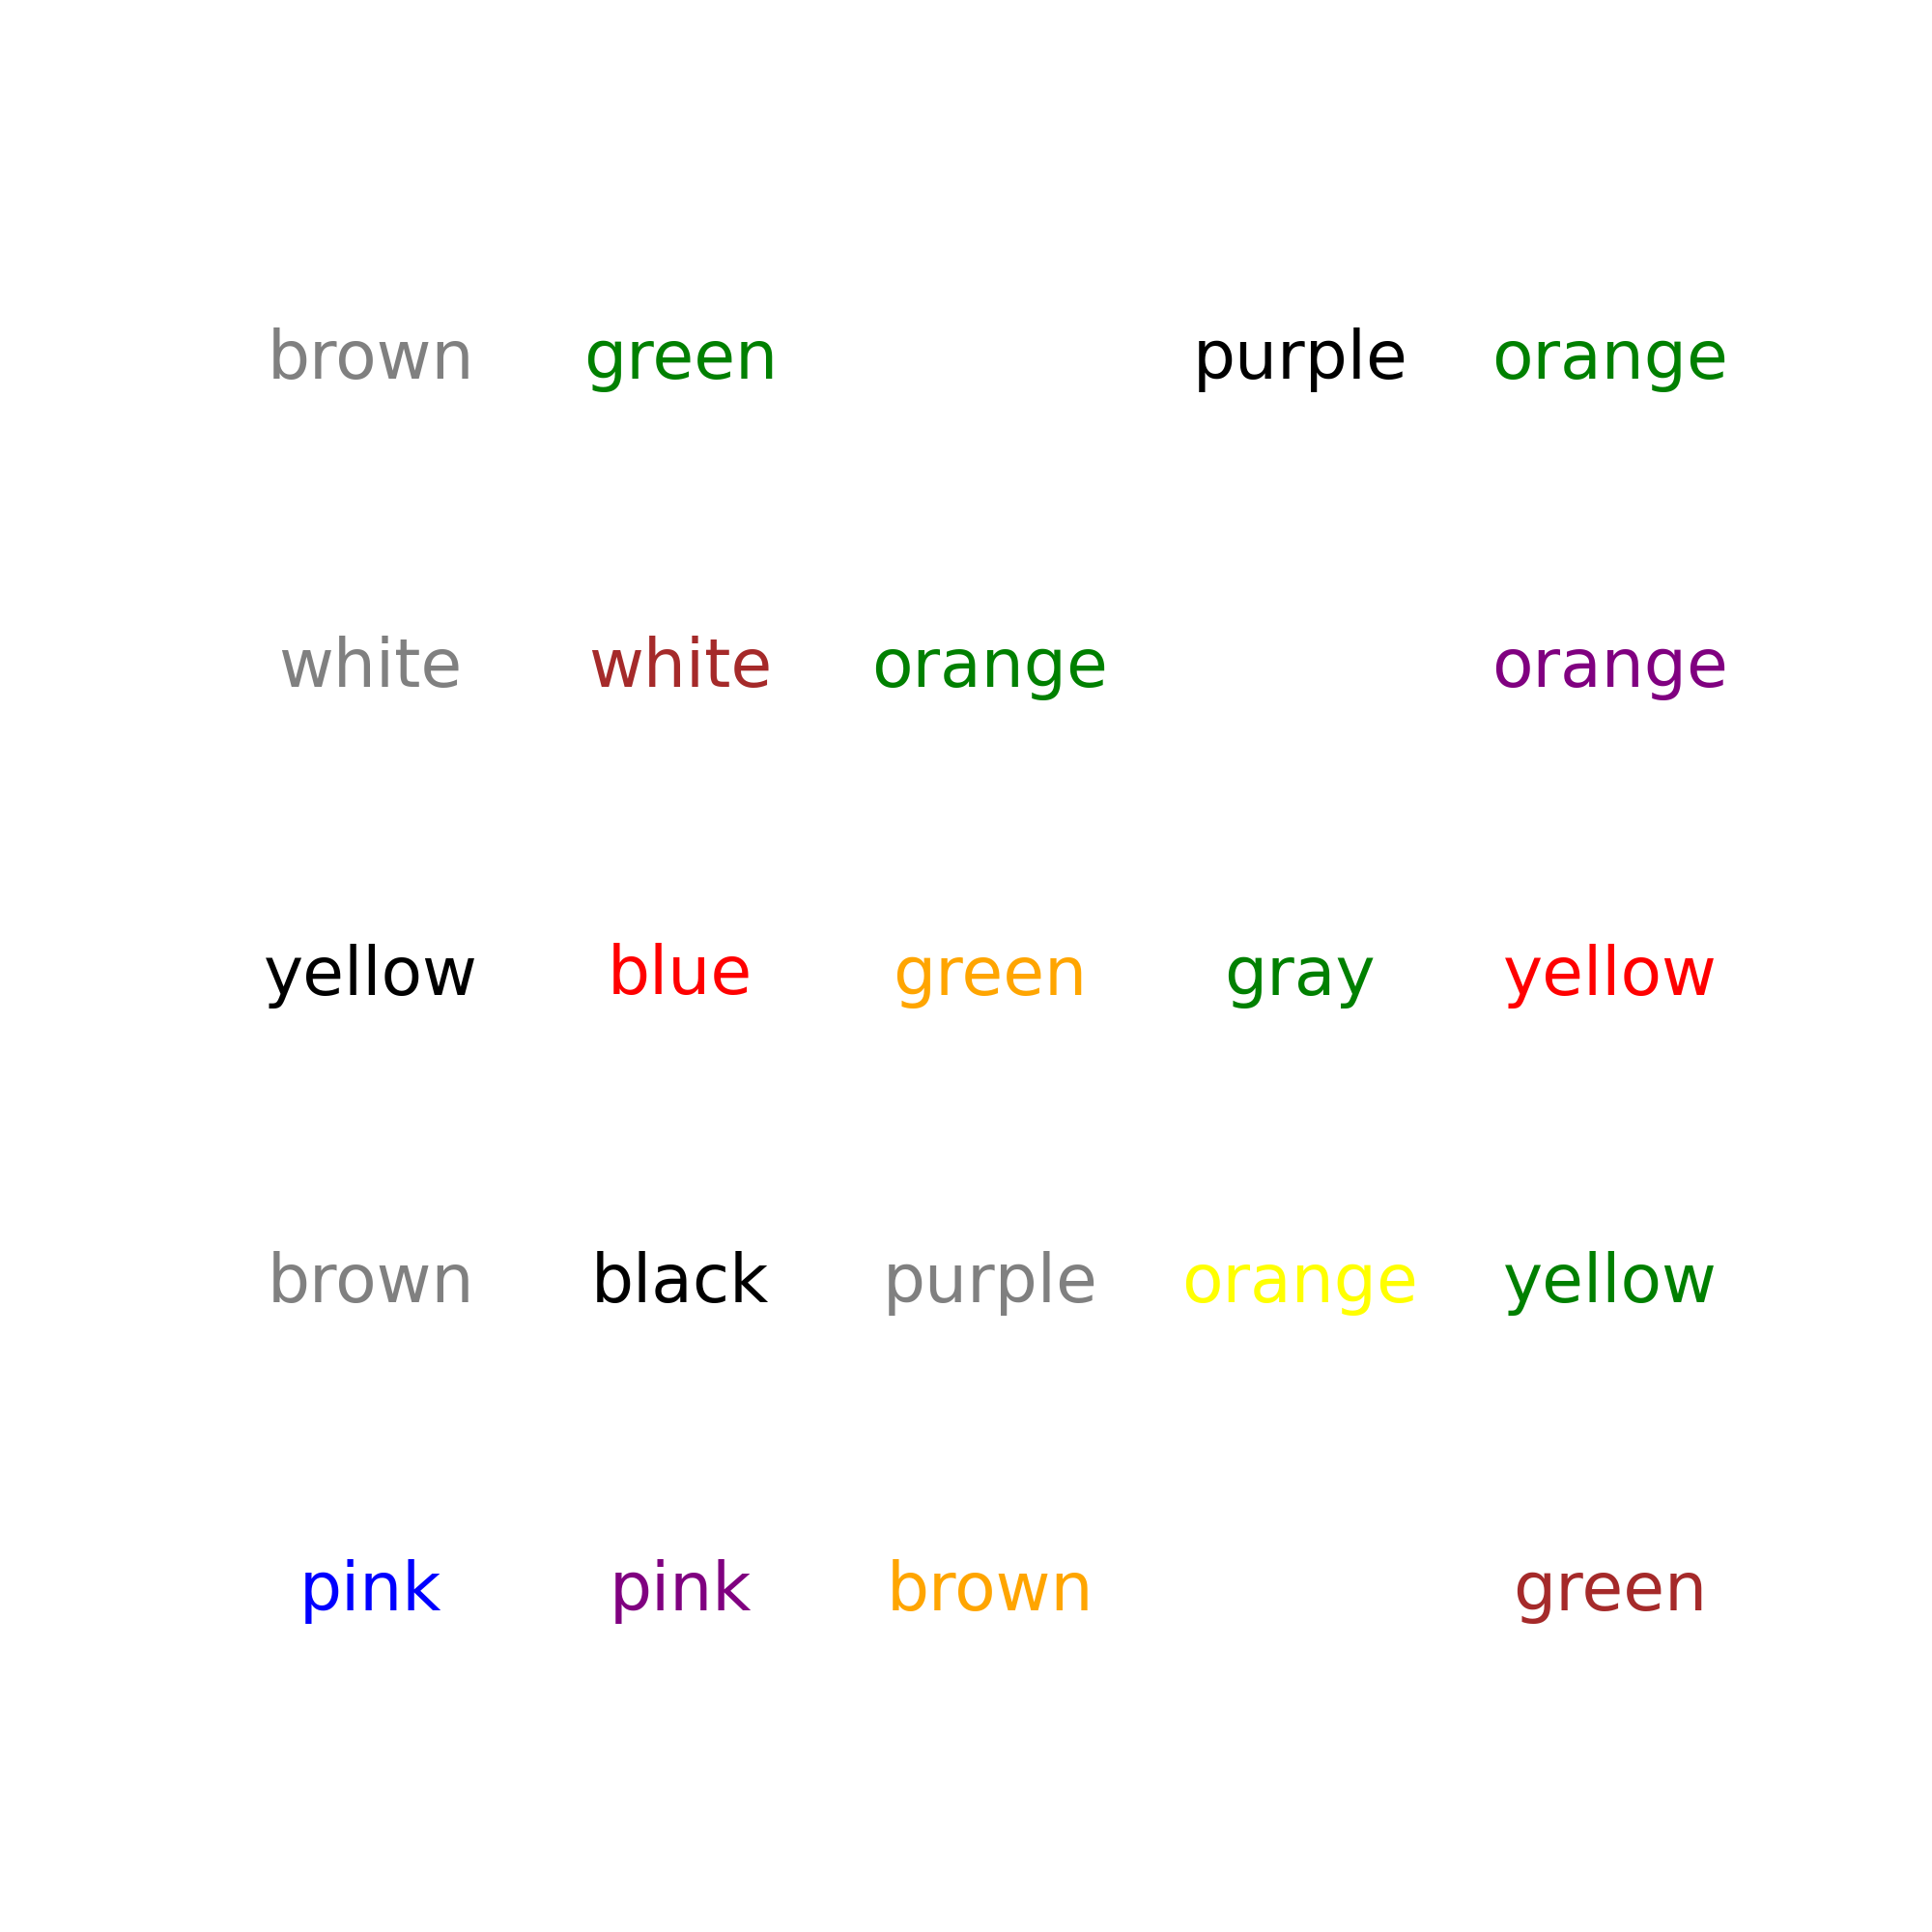 brown green purple orange
white white orange orange
yellow blue green gray yellow
brown black purple orange yellow
pink pink brown green